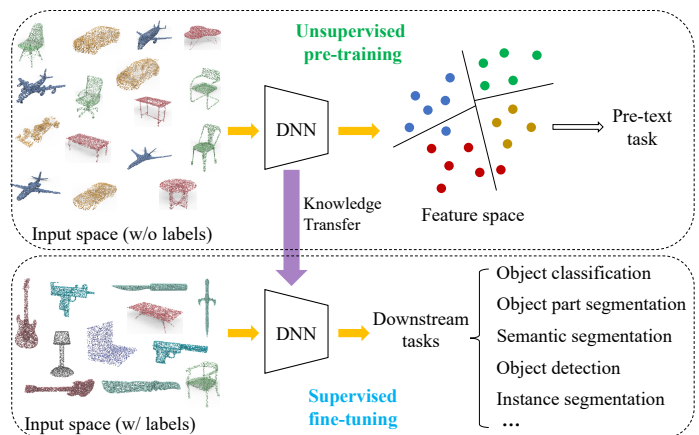 Unsupervised
pre-training
DNN
Pre-text
task
Feature space
Knowledge
Transfer
Input space (w/o labels)
DNN
Downstream
tasks
Object classification
Object part segmentation
Semantic segmentation
Object detection
Instance segmentation
...
Supervised
fine-tuning
Input space (w/ labels)